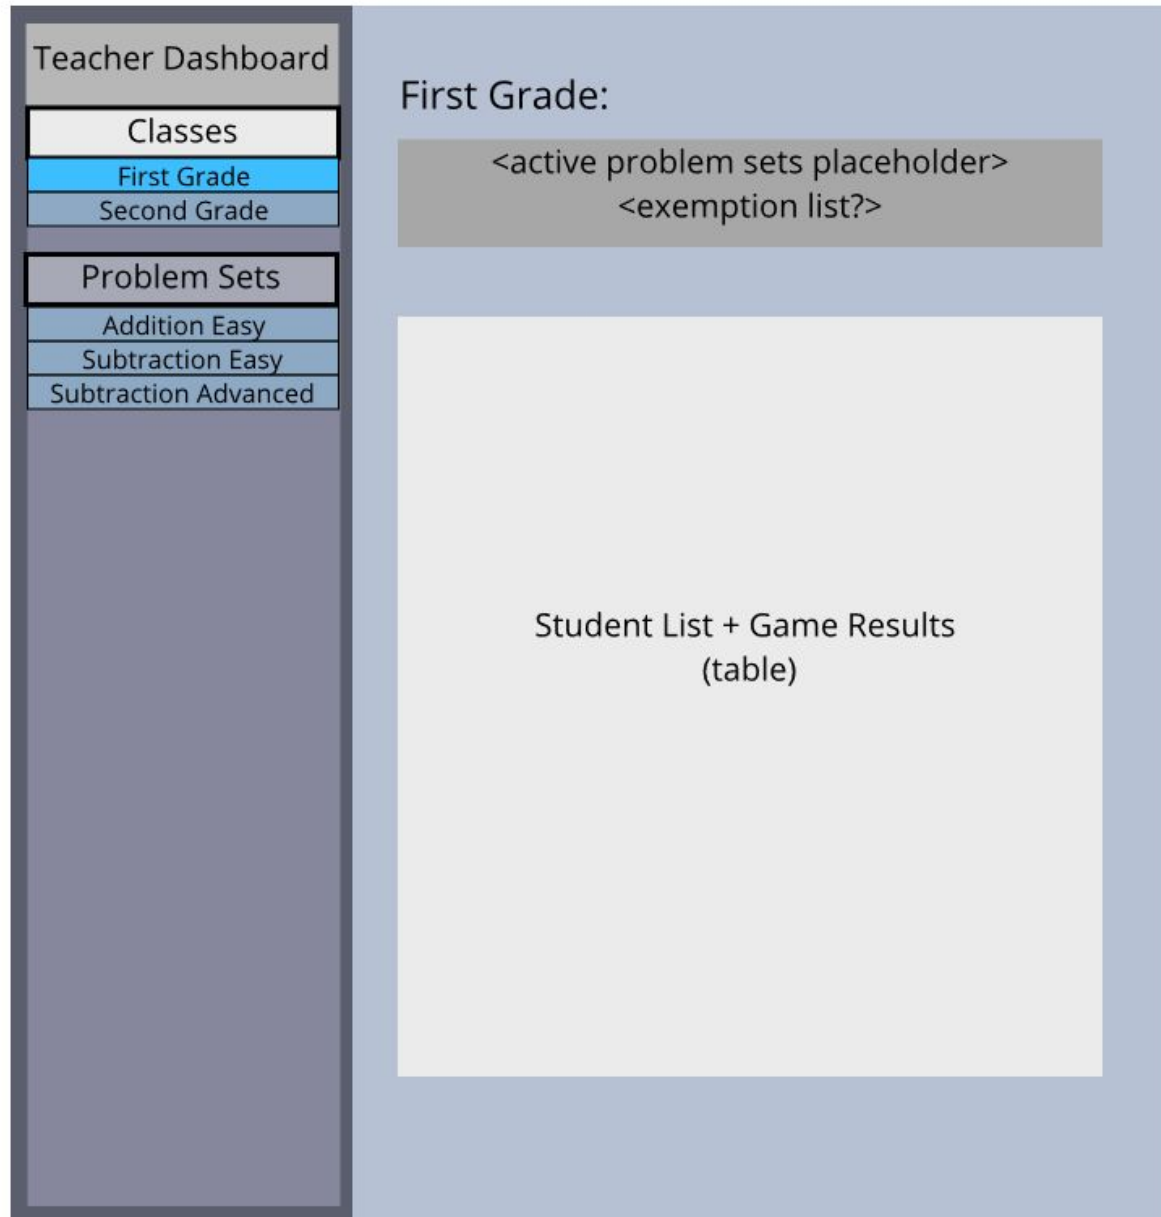 Teacher Dashboard
Classes
First Grade
Second Grade
Problem Sets
Addition Easy
Subtraction Easy
Subtraction Advanced
First Grade:
<active problem sets placeholder>
<exemption list?>
Student List + Game Results
(table)